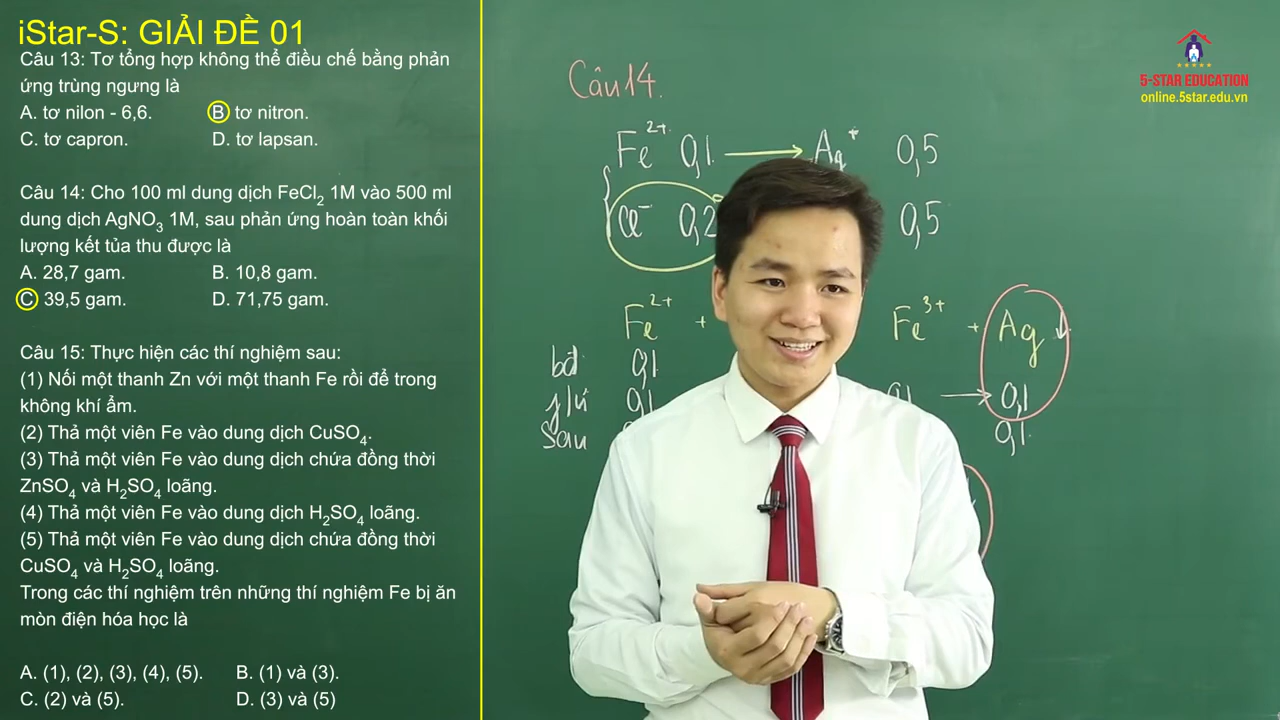 iStar-S: GIẢI ĐỀ 01
Câu 13: Tơ tổng hợp không thể điều chế bằng phản
ứng trùng ngưng là
A. tơ nilon - 6,6. B. tơ nitron.
C. tơ capron. D. tơ lapsan.
Câu 14: Cho 100 ml dung dịch FeCl₂ 1M vào 500 ml
dung dịch AgNO₃ 1M, sau phản ứng hoàn toàn khối
lượng kết tủa thu được là
A. 28,7 gam. B. 10,8 gam.
C. 39,5 gam. D. 71,75 gam.
Câu 15: Thực hiện các thí nghiệm sau:
(1) Nối một thanh Zn với một thanh Fe rồi để trong
không khí ẩm.
(2) Thả một viên Fe vào dung dịch CuSO₄.
(3) Thả một viên Fe vào dung dịch chứa đồng thời
ZnSO₄ và H₂SO₄ loãng.
(4) Thả một viên Fe vào dung dịch H₂SO₄ loãng.
(5) Thả một viên Fe vào dung dịch chứa đồng thời
CuSO₄ và H₂SO₄ loãng.
Trong các thí nghiệm trên những thí nghiệm Fe bị ăn
mòn điện hóa học là
A. (1), (2), (3), (4), (5). B. (1) và (3).
C. (2) và (5). D. (3) và (5)
Câu 14.
Fe²⁺ 0,1 → Ag⁺ 0,5
Cl⁻ 0,2 0,5
Fe²⁺ + Fe³⁺ + Ag ↓
bđ 0,1
p/ư 0,1 0,1 → 0,1
Sau 0,1
5-STAR EDUCATION
online.5star.edu.vn